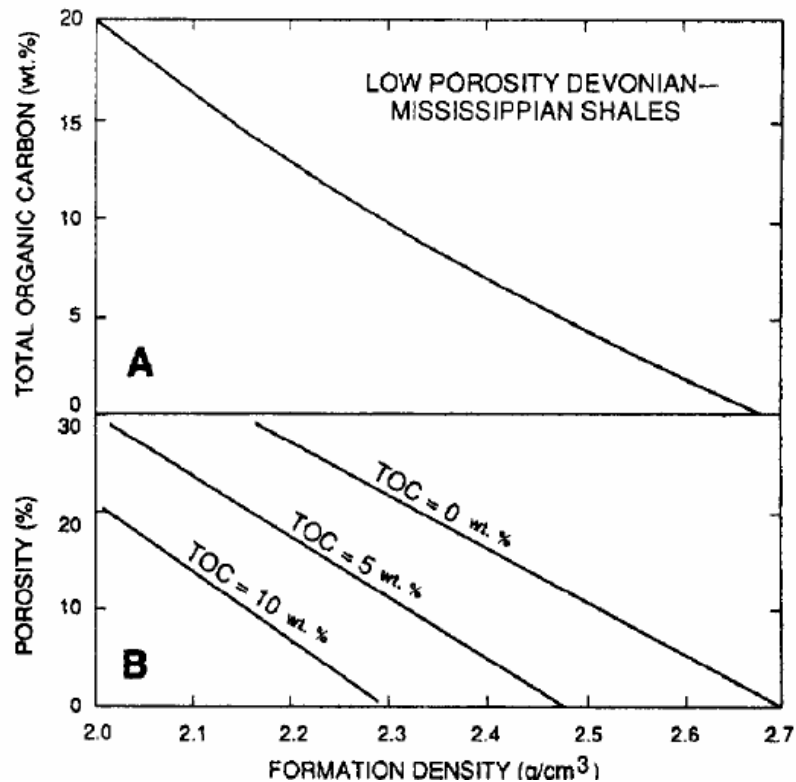 TOTAL ORGANIC CARBON (wt.%)
20
15
10
5
0
LOW POROSITY DEVONIAN—
MISSISSIPPIAN SHALES
A
POROSITY (%)
30
20
10
0
TOC = 0 wt. %
TOC = 5 wt. %
TOC = 10 wt. %
B
2.0 2.1 2.2 2.3 2.4 2.5 2.6 2.7
FORMATION DENSITY (g/cm³)